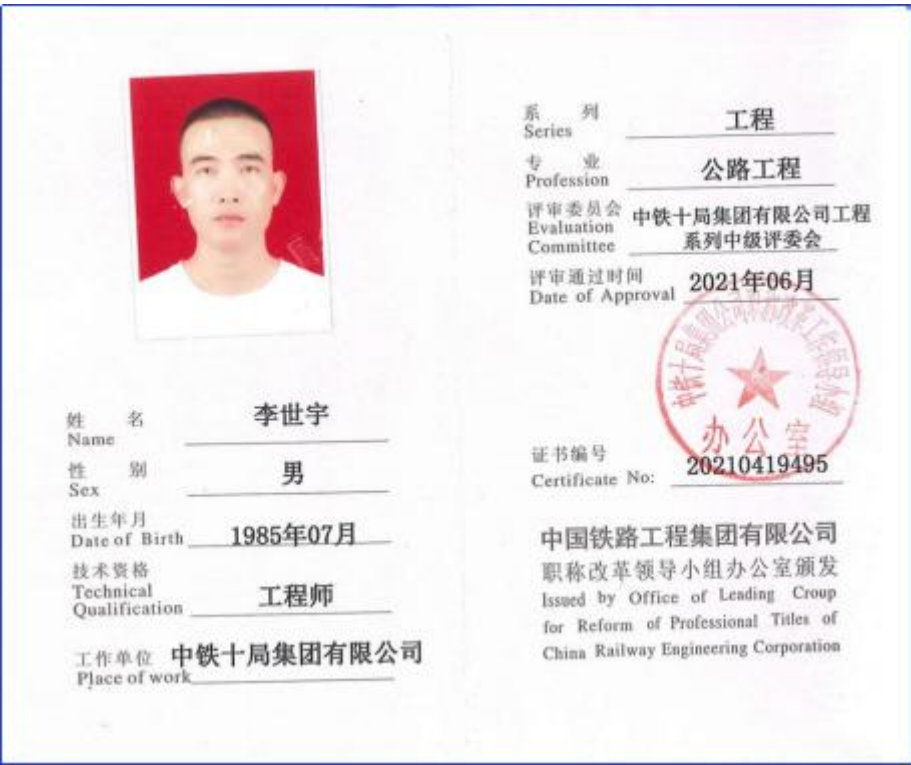 姓 名 李世宇
Name
性 别 男
Sex
出生年月
Date of Birth 1985年07月
技术资格
Technical
Qualification 工程师
工作单位 中铁十局集团有限公司
Place of work
系 列 工程
Series
专 业 公路工程
Profession
评审委员会 中铁十局集团有限公司工程
Evaluation 系列中级评委会
Committee
评审通过时间 2021年06月
Date of Approval
办公室
证书编号
Certificate No: 20210419495
中国铁路工程集团有限公司
职称改革领导小组办公室颁发
Issued by Office of Leading Croup
for Reform of Professional Titles of
China Railway Engineering Corporation